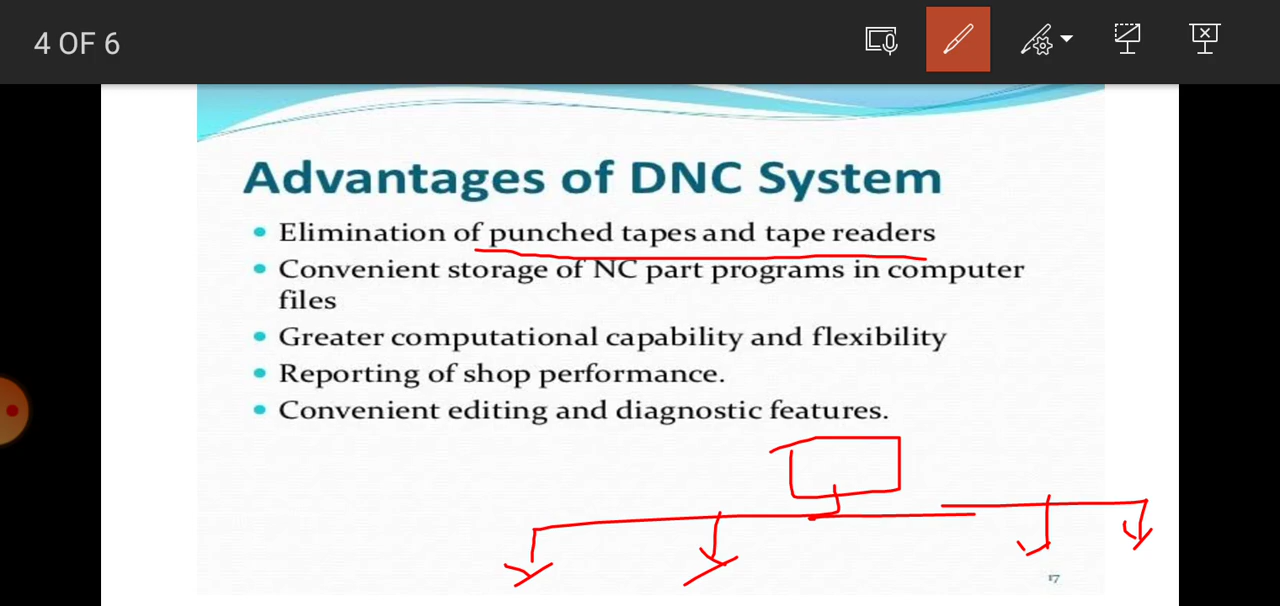 4 OF 6
Advantages of DNC System
• Elimination of punched tapes and tape readers
• Convenient storage of NC part programs in computer
files
• Greater computational capability and flexibility
• Reporting of shop performance.
• Convenient editing and diagnostic features.
17